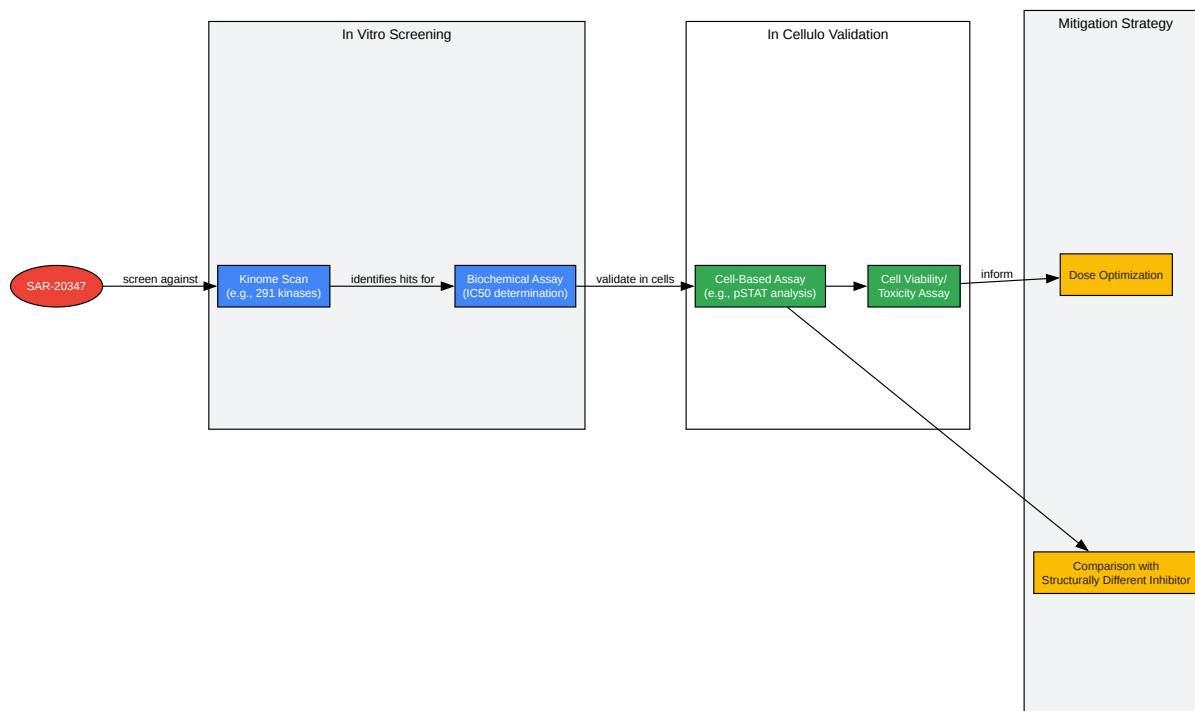 In Vitro Screening
In Cellulo Validation
Mitigation Strategy
SAR-20347
screen against
Kinome Scan
(e.g., 291 kinases)
identifies hits for
Biochemical Assay
(IC50 determination)
validate in cells
Cell-Based Assay
(e.g., pSTAT analysis)
Cell Viability/
Toxicity Assay
inform
Dose Optimization
Comparison with
Structurally Different Inhibitor